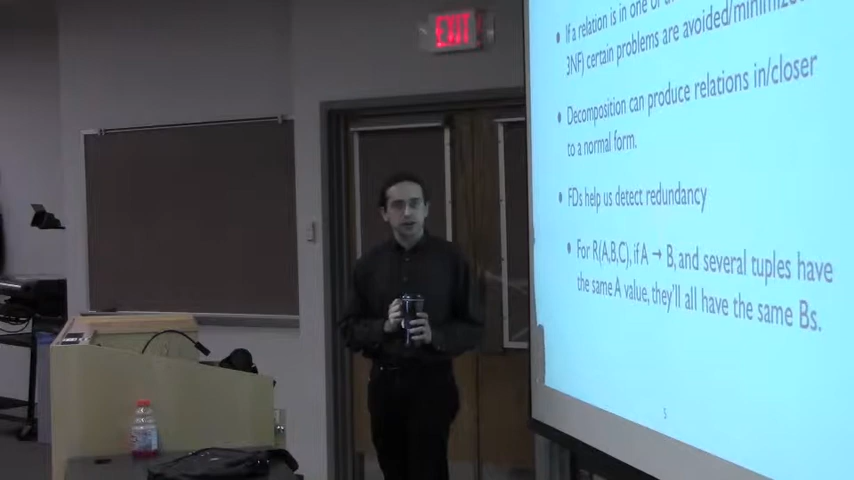 EXIT
If a relation is in one of
3NF) certain problems are avoided/minimized
• Decomposition can produce relations in/closer
to a normal form.
• FDs help us detect redundancy
• For R(A,B,C), if A → B, and several tuples have
the same A value, they'll all have the same Bs.
5